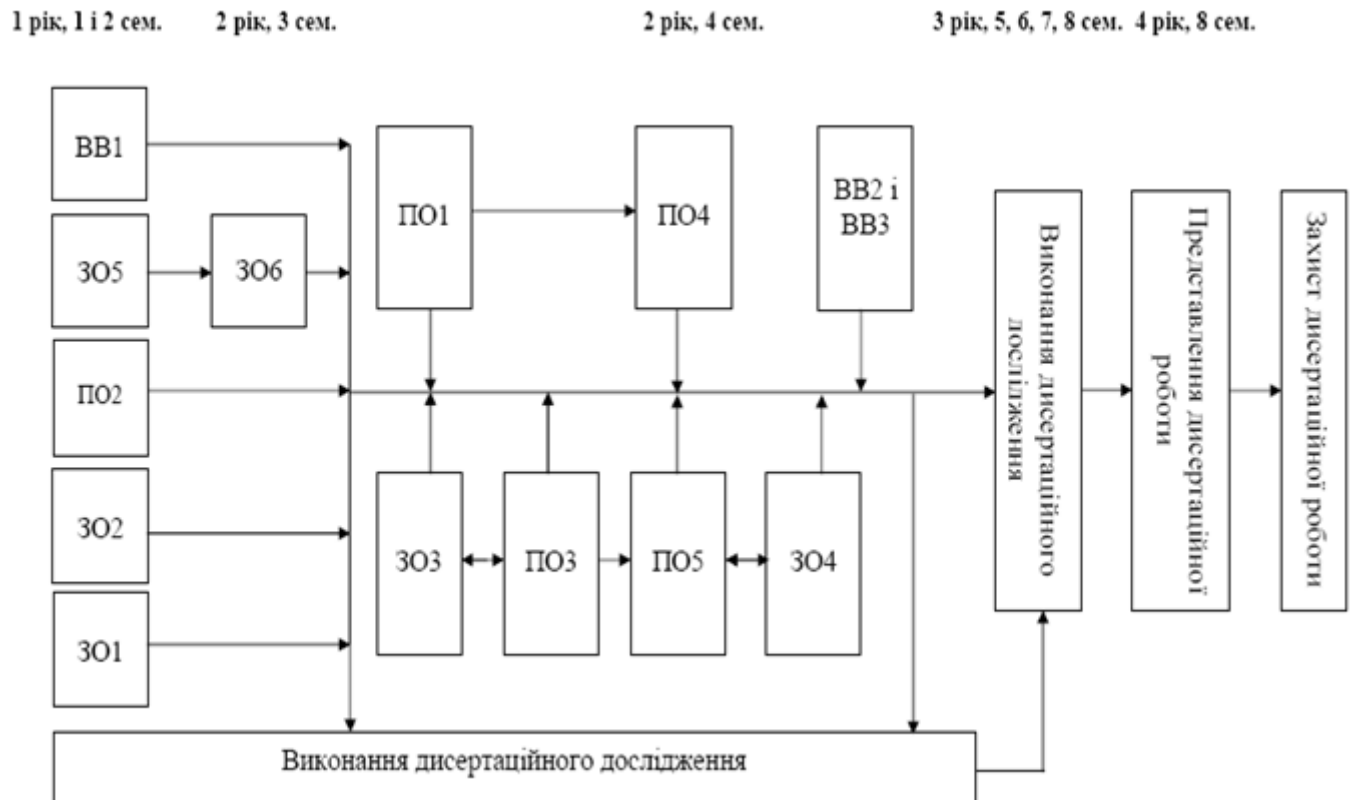 1 рік, 1 і 2 сем.
2 рік, 3 сем.
2 рік, 4 сем.
3 рік, 5, 6, 7, 8 сем.
4 рік, 8 сем.
ВВ1
ПО1
ПО4
ВВ2 і
ВВ3
ЗО5
ЗО6
ПО2
ЗО2
ЗО3
ПО3
ПО5
ЗО4
ЗО1
Виконання дисертаційного
дослідження
Представлення дисертаційної
роботи
Захист дисертаційної роботи
Виконання дисертаційного дослідження